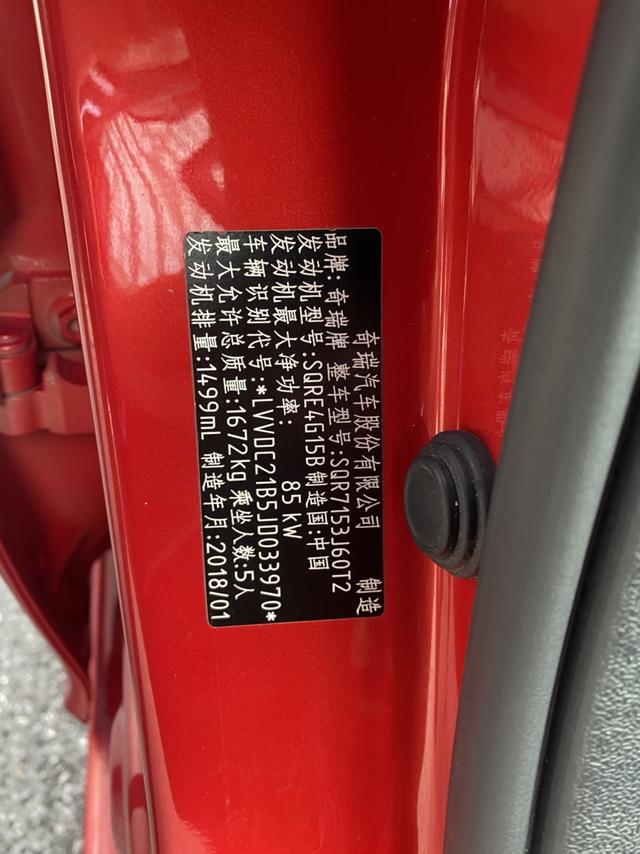 奇瑞汽车股份有限公司 制造
品牌:奇瑞牌 整车型号:SQR7153J60T2
发动机型号:SQRE4G15B 制造国:中国
发动机最大净功率: 85 kW
车辆识别代号:*LVVDC21B5JD033970*
最大允许总质量:1672kg 乘坐人数:5人
发动机排量:1499mL 制造年月:2018/01